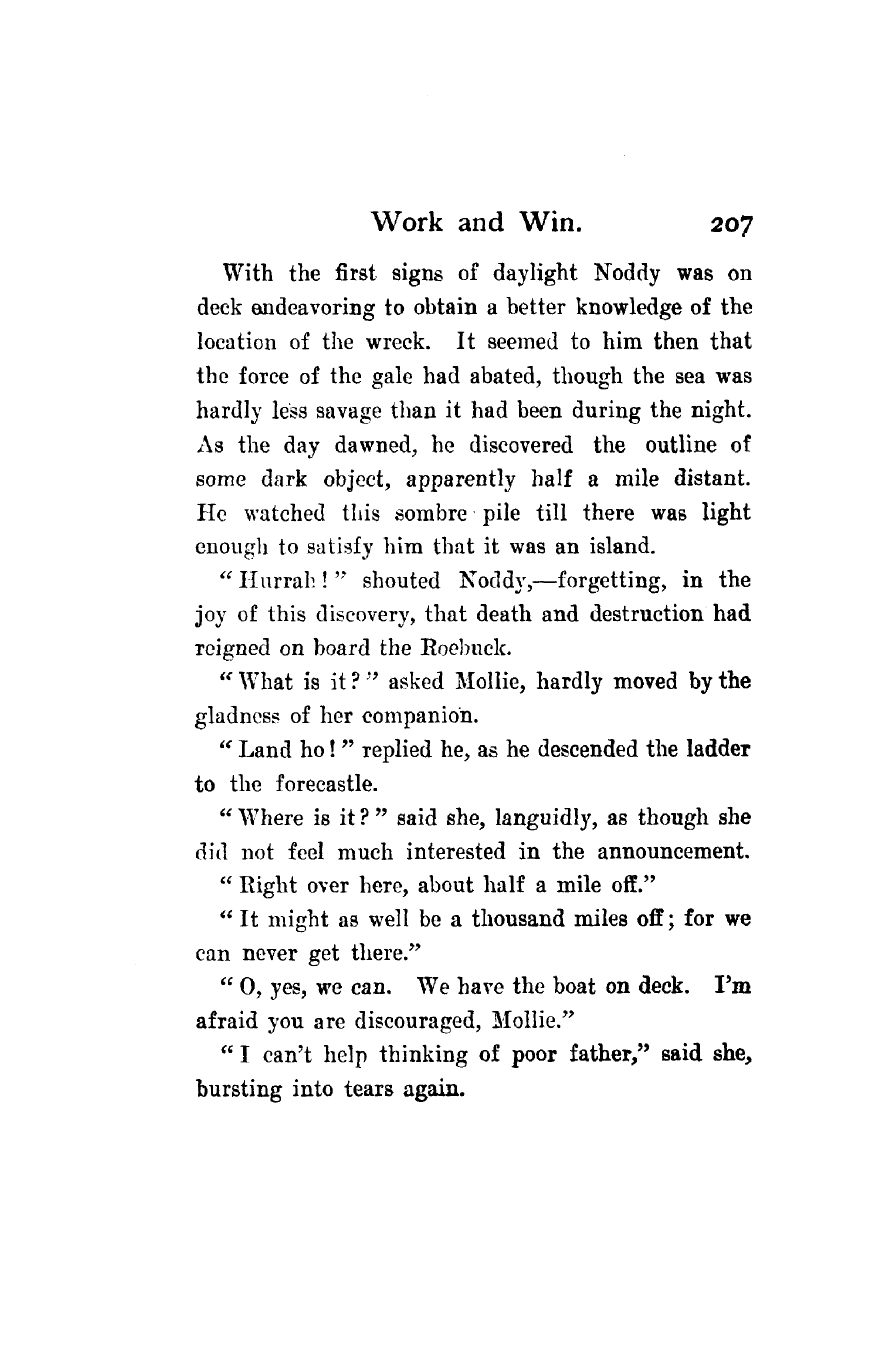 Work and Win. 207
With the first signs of daylight Noddy was on
deck endeavoring to obtain a better knowledge of the
location of the wreck. It seemed to him then that
the force of the gale had abated, though the sea was
hardly less savage than it had been during the night.
As the day dawned, he discovered the outline of
some dark object, apparently half a mile distant.
He watched this sombre pile till there was light
enough to satisfy him that it was an island.
“Hurrah!” shouted Noddy,—forgetting, in the
joy of this discovery, that death and destruction had
reigned on board the Roebuck.
“What is it?” asked Mollie, hardly moved by the
gladness of her companion.
“Land ho!” replied he, as he descended the ladder
to the forecastle.
“Where is it?” said she, languidly, as though she
did not feel much interested in the announcement.
“Right over here, about half a mile off.”
“It might as well be a thousand miles off; for we
can never get there.”
“O, yes, we can. We have the boat on deck. I’m
afraid you are discouraged, Mollie.”
“I can’t help thinking of poor father,” said she,
bursting into tears again.